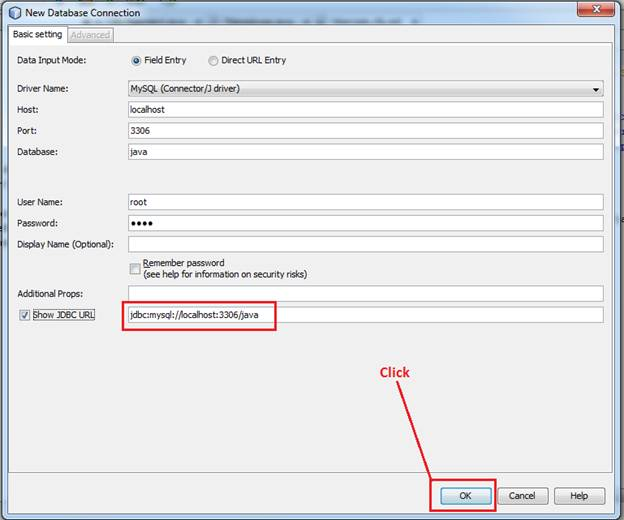 New Database Connection
Basic setting
Advanced
Data Input Mode:
Field Entry
Direct URL Entry
Driver Name:
MySQL (Connector/J driver)
Host:
localhost
Port:
3306
Database:
java
User Name:
root
Password:
●●●●
Display Name (Optional):
Remember password
(see help for information on security risks)
Additional Props:
Show JDBC URL
jdbc:mysql://localhost:3306/java
Click
OK
Cancel
Help